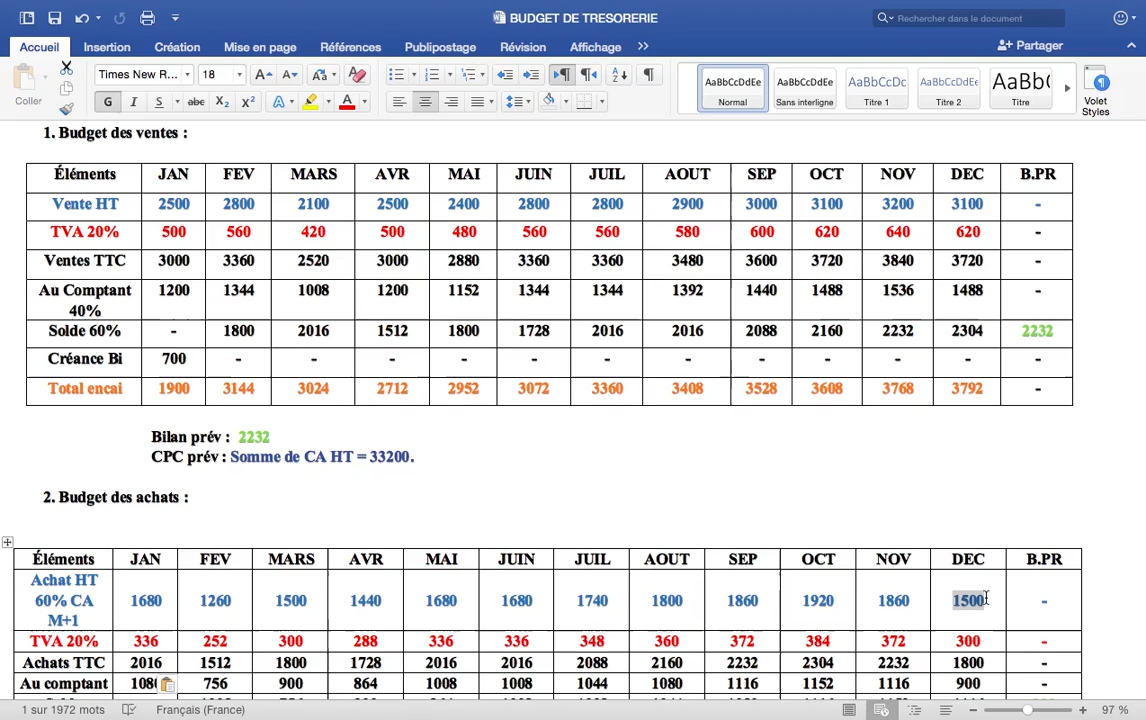 BUDGET DE TRESORERIE
Rechercher dans le document
Accueil Insertion Création Mise en page Références Publipostage Révision Affichage >> Partager
Coller Times New R... 18 A A Aa
G I S abc X2 X2 A A
AaBbCcDdEe AaBbCcDdEe AaBbCcDc AaBbCcDdEe AaBb(
Normal Sans interligne Titre 1 Titre 2 Titre Volet Styles
1. Budget des ventes :
Éléments JAN FEV MARS AVR MAI JUIN JUIL AOUT SEP OCT NOV DEC B.PR
Vente HT 2500 2800 2100 2500 2400 2800 2800 2900 3000 3100 3200 3100 -
TVA 20% 500 560 420 500 480 560 560 580 600 620 640 620 -
Ventes TTC 3000 3360 2520 3000 2880 3360 3360 3480 3600 3720 3840 3720 -
Au Comptant 40% 1200 1344 1008 1200 1152 1344 1344 1392 1440 1488 1536 1488 -
Solde 60% - 1800 2016 1512 1800 1728 2016 2016 2088 2160 2232 2304 2232
Créance Bi 700 - - - - - - - - - - - -
Total encai 1900 3144 3024 2712 2952 3072 3360 3408 3528 3608 3768 3792 -
Bilan prév : 2232
CPC prév : Somme de CA HT = 33200.
2. Budget des achats :
Éléments JAN FEV MARS AVR MAI JUIN JUIL AOUT SEP OCT NOV DEC B.PR
Achat HT 60% CA M+1 1680 1260 1500 1440 1680 1680 1740 1800 1860 1920 1860 1500 -
TVA 20% 336 252 300 288 336 336 348 360 372 384 372 300 -
Achats TTC 2016 1512 1800 1728 2016 2016 2088 2160 2232 2304 2232 1800 -
Au comptant 756 900 864 1008 1008 1044 1080 1116 1152 1116 900 -
1 sur 1972 mots Français (France) 97 %